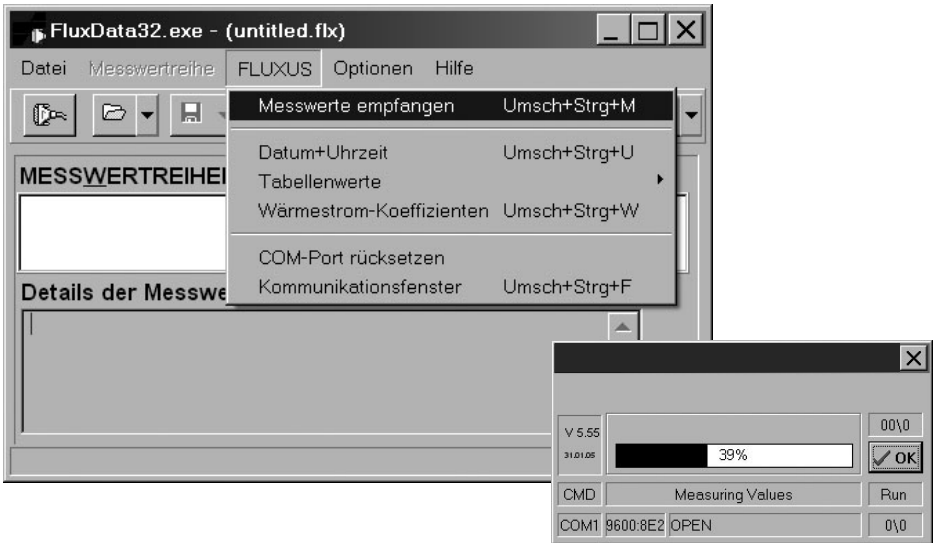 FluxData32.exe - (untitled.flx)
Datei Messwertreihe FLUXUS Optionen Hilfe
Messwerte empfangen Umsch+Strg+M
Datum+Uhrzeit Umsch+Strg+U
Tabellenwerte
Wärmestrom-Koeffizienten Umsch+Strg+W
COM-Port rücksetzen
Kommunikationsfenster Umsch+Strg+F
MESSWERTREIHEI
Details der Messwe
V 5.55
31.01.05
39%
00\0
OK
CMD Measuring Values Run
COM1 9600:8E2 OPEN 0\0